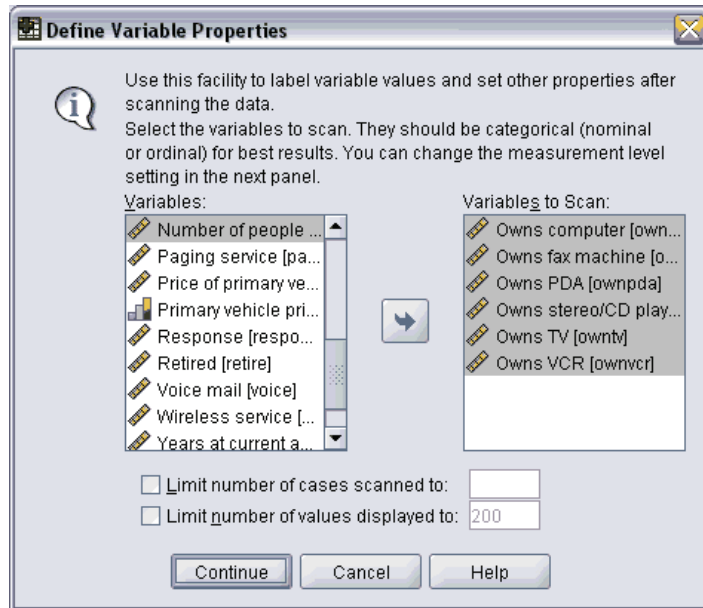 Define Variable Properties
Use this facility to label variable values and set other properties after
scanning the data.
Select the variables to scan. They should be categorical (nominal
or ordinal) for best results. You can change the measurement level
setting in the next panel.
Variables:
Number of people ...
Paging service [pa...
Price of primary ve...
Primary vehicle pri...
Response [respo...
Retired [retire]
Voice mail [voice]
Wireless service [...
Years at current a...
Variables to Scan:
Owns computer [own...
Owns fax machine [o...
Owns PDA [ownpda]
Owns stereo/CD play...
Owns TV [owntv]
Owns VCR [ownvcr]
Limit number of cases scanned to:
Limit number of values displayed to: 200
Continue Cancel Help